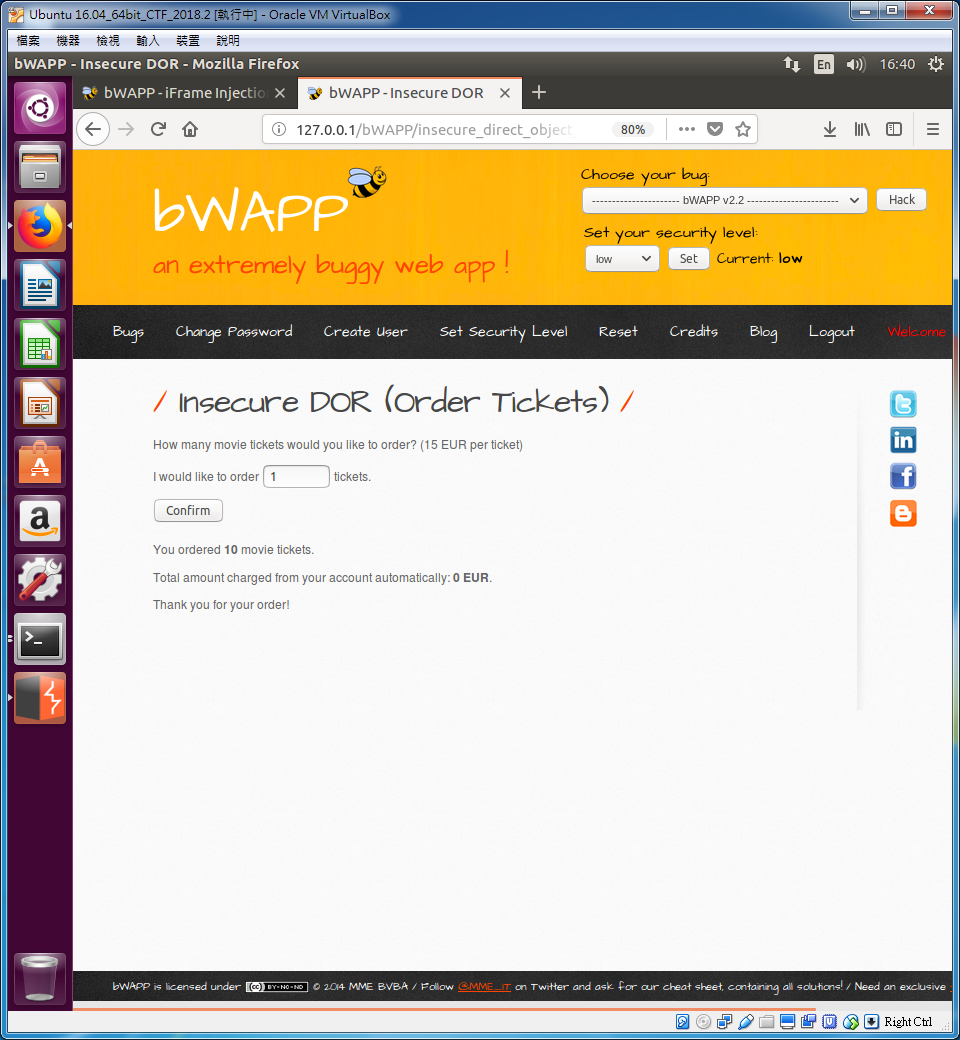 Ubuntu 16.04_64bit_CTF_2018.2 [執行中] - Oracle VM VirtualBox
檔案 機器 檢視 輸入 裝置 說明
bWAPP - Insecure DOR - Mozilla Firefox
En
16:40
bWAPP - iFrame Injectio
bWAPP - Insecure DOR
127.0.0.1/bWAPP/insecure_direct_object
80%
bWAPP
an extremely buggy web app !
Choose your bug:
---------------------- bWAPP v2.2 -----------------------
Hack
Set your security level:
low
Set
Current: low
Bugs Change Password Create User Set Security Level Reset Credits Blog Logout Welcome
/ Insecure DOR (Order Tickets) /
How many movie tickets would you like to order? (15 EUR per ticket)
I would like to order 1 tickets.
Confirm
You ordered 10 movie tickets.
Total amount charged from your account automatically: 0 EUR.
Thank you for your order!
bWAPP is licensed under (cc) BY-NC-ND © 2014 MME BVBA / Follow @MME_IT on Twitter and ask for our cheat sheet, containing all solutions! / Need an exclusive
Right Ctrl